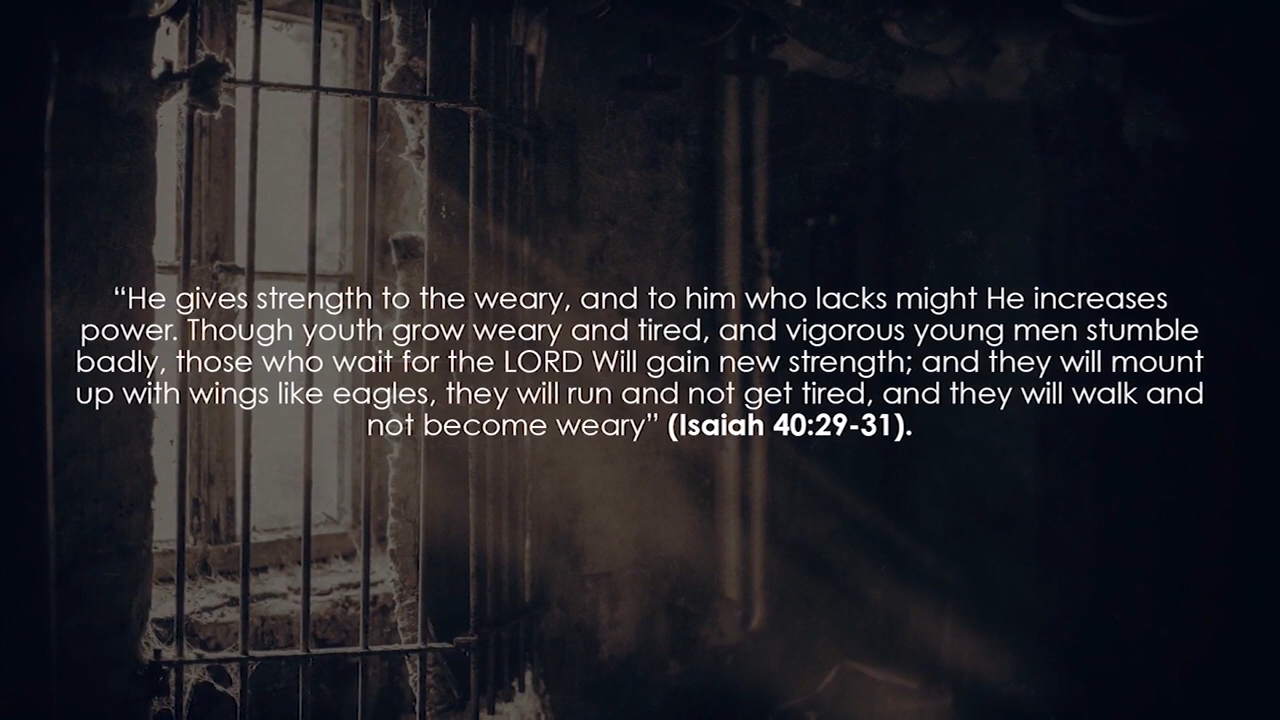 “He gives strength to the weary, and to him who lacks might He increases
power. Though youth grow weary and tired, and vigorous young men stumble
badly, those who wait for the LORD Will gain new strength; and they will mount
up with wings like eagles, they will run and not get tired, and they will walk and
not become weary” (Isaiah 40:29-31).